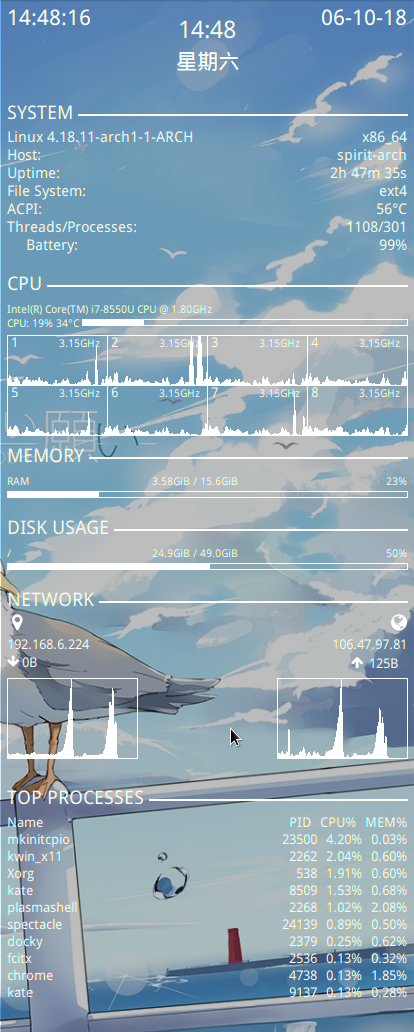 14:48:16 14:48 06-10-18
星期六
SYSTEM
Linux 4.18.11-arch1-1-ARCH x86_64
Host: spirit-arch
Uptime: 2h 47m 35s
File System: ext4
ACPI: 56°C
Threads/Processes: 1108/301
Battery: 99%
CPU
Intel(R) Core(TM) i7-8550U CPU @ 1.80GHz
CPU: 19% 34°C
1 3.15GHz 2 3.15GHz 3 3.15GHz 4 3.15GHz
5 3.15GHz 6 3.15GHz 7 3.15GHz 8 3.15GHz
MEMORY
RAM 3.58GiB / 15.6GiB 23%
DISK USAGE
/ 24.9GiB / 49.0GiB 50%
NETWORK
192.168.6.224 106.47.97.81
0B 125B
TOP PROCESSES
Name PID CPU% MEM%
mkinitcpio 23500 4.20% 0.03%
kwin_x11 2262 2.04% 0.60%
Xorg 538 1.91% 0.60%
kate 8509 1.53% 0.68%
plasmashell 2268 1.02% 2.08%
spectacle 24139 0.89% 0.50%
docky 2379 0.25% 0.62%
fcitx 2536 0.13% 0.32%
chrome 4738 0.13% 1.85%
kate 9137 0.13% 0.28%